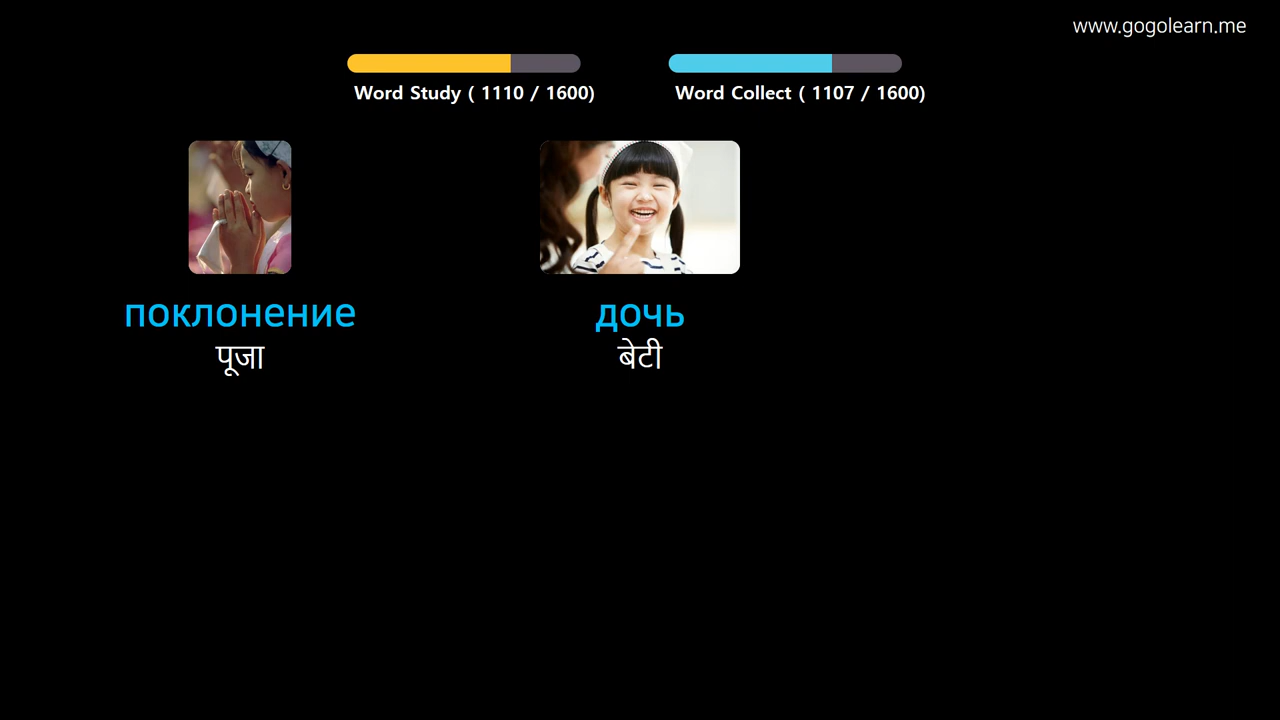 www.gogolearn.me
Word Study ( 1110 / 1600)
Word Collect ( 1107 / 1600)
поклонение
पूजा
дочь
बेटी